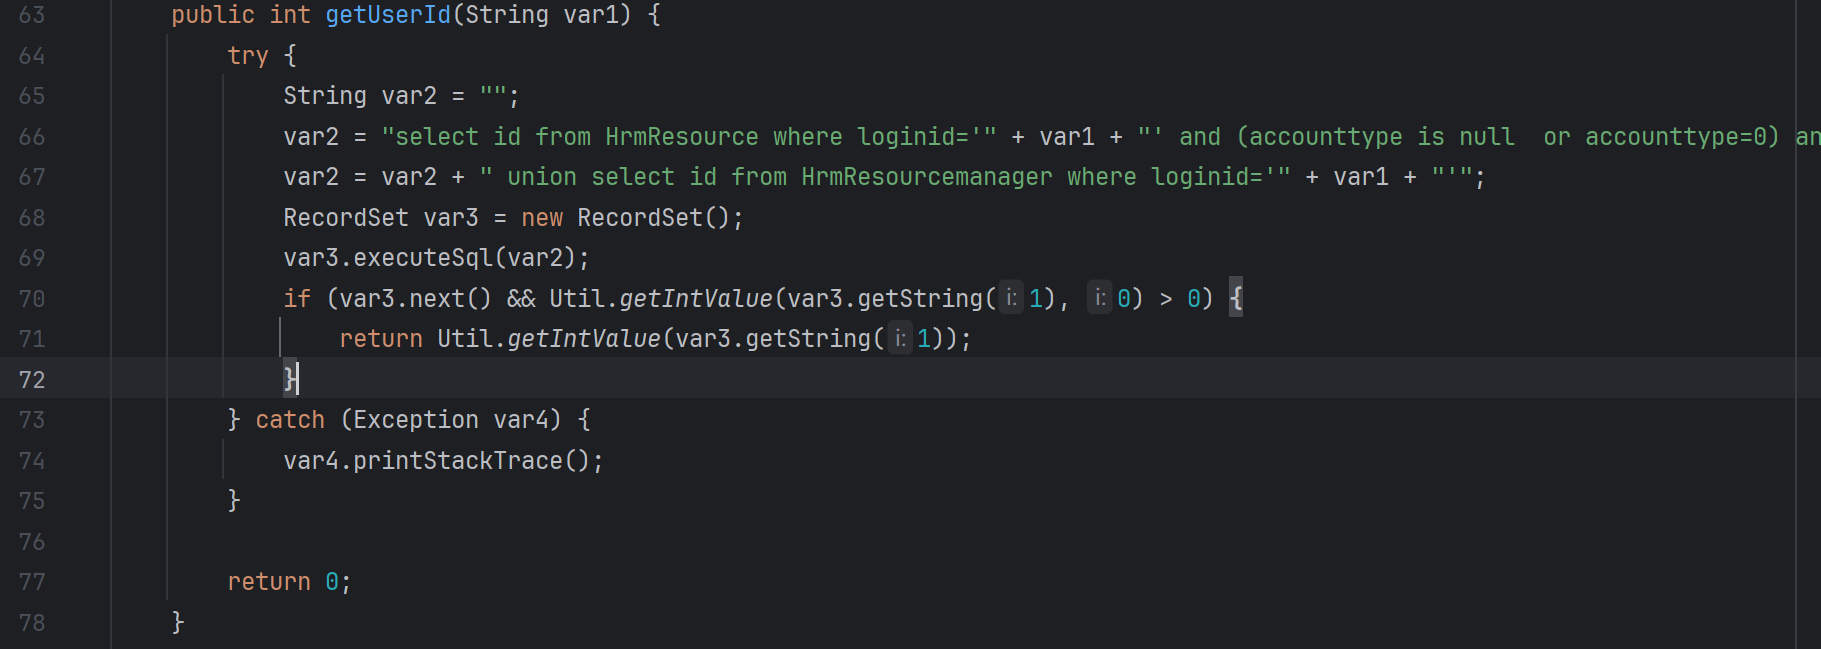 63 public int getUserId(String var1) {
64 try {
65 String var2 = "";
66 var2 = "select id from HrmResource where loginid='" + var1 + "' and (accounttype is null  or accounttype=0) an
67 var2 = var2 + " union select id from HrmResourcemanager where loginid='" + var1 + "'";
68 RecordSet var3 = new RecordSet();
69 var3.executeSql(var2);
70 if (var3.next() && Util.getIntValue(var3.getString( i: 1), i: 0) > 0) {
71 return Util.getIntValue(var3.getString( i: 1));
72 }
73 } catch (Exception var4) {
74 var4.printStackTrace();
75 }
76
77 return 0;
78 }